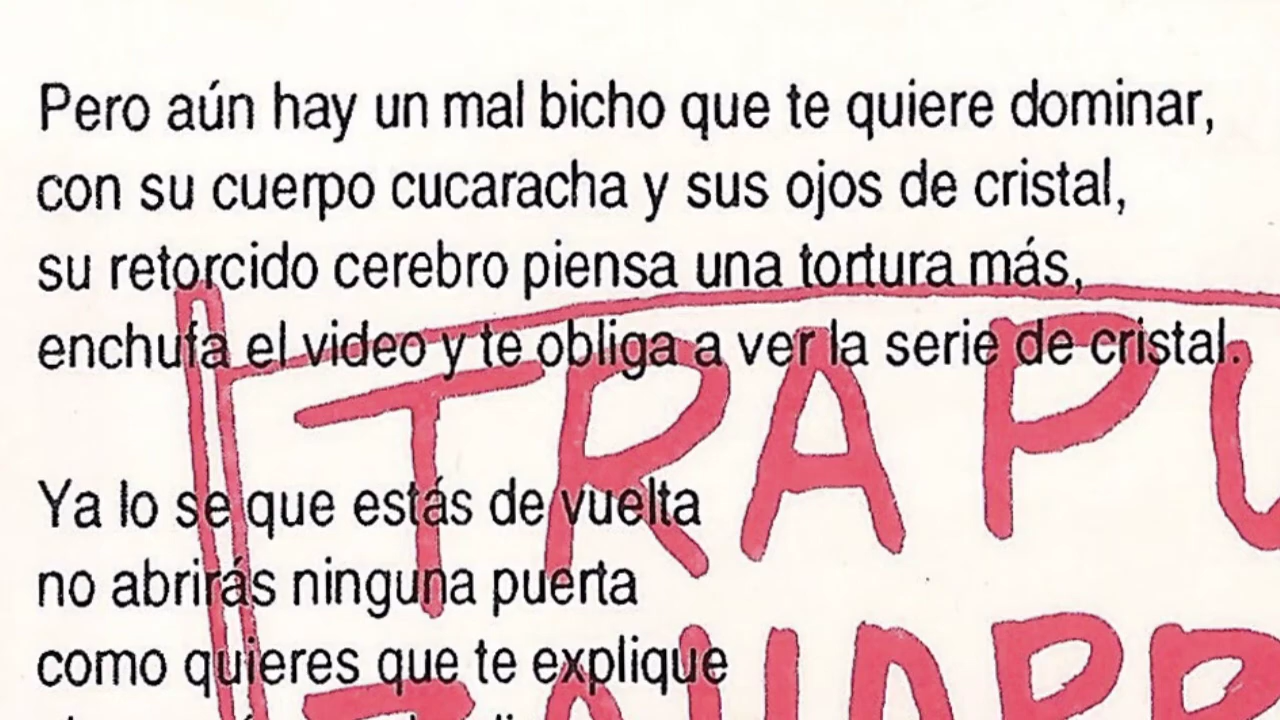 Pero aún hay un mal bicho que te quiere dominar,
con su cuerpo cucaracha y sus ojos de cristal,
su retorcido cerebro piensa una tortura más,
enchufa el video y te obliga a ver la serie de cristal.
Ya lo se que estás de vuelta
no abrirás ninguna puerta
como quieres que te explique
TRAPU